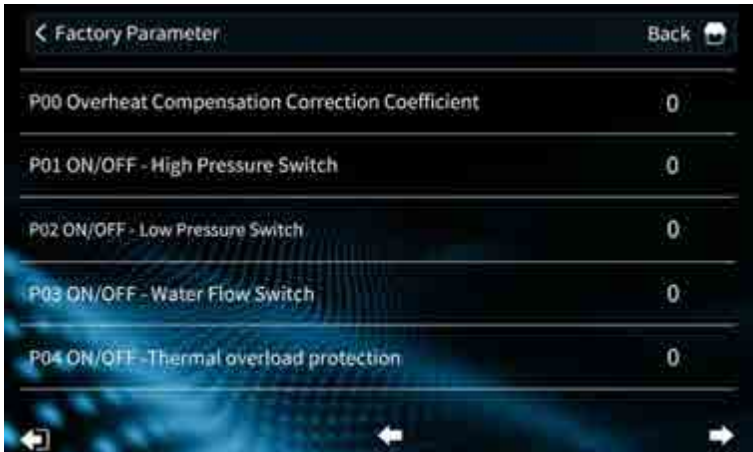 Factory Parameter Back
P00 Overheat Compensation Correction Coefficient 0
P01 ON/OFF - High Pressure Switch 0
P02 ON/OFF - Low Pressure Switch 0
P03 ON/OFF - Water Flow Switch 0
P04 ON/OFF -Thermal overload protection 0